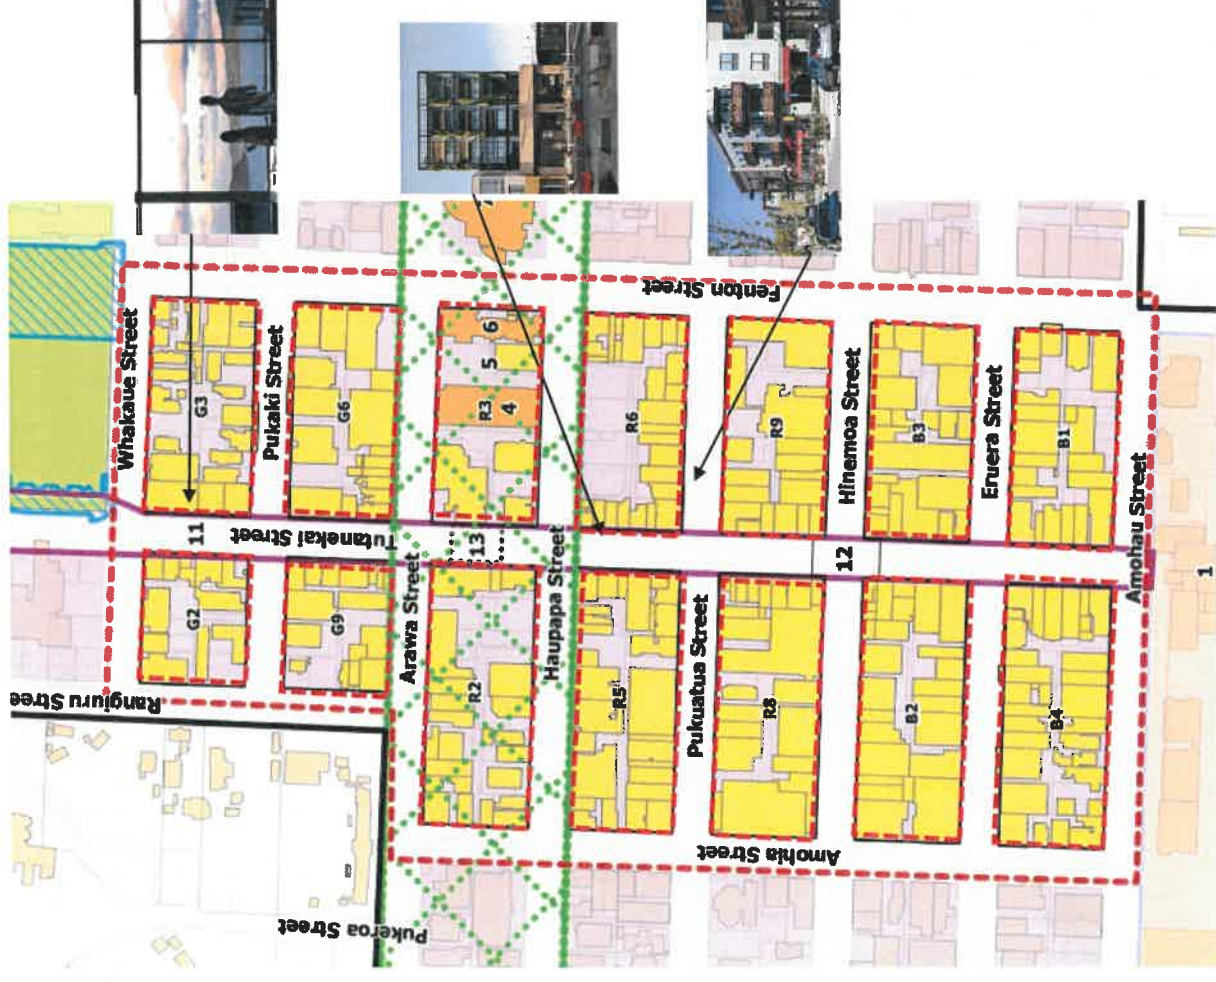 Whakaue Street
G3
Pukaki Street
G6
11
Tutanekai Street
G2
G9
Rangiuru Stree
Arawa Street
6
5
R3
4
13
R2
Haupapa Street
Fenton Street
R6
R5
Pukuatua Street
R9
R8
Hinemoa Street
12
B3
B2
Eruera Street
B1
B4
Amohau Street
Amohia Street
Pukeroa Street
1